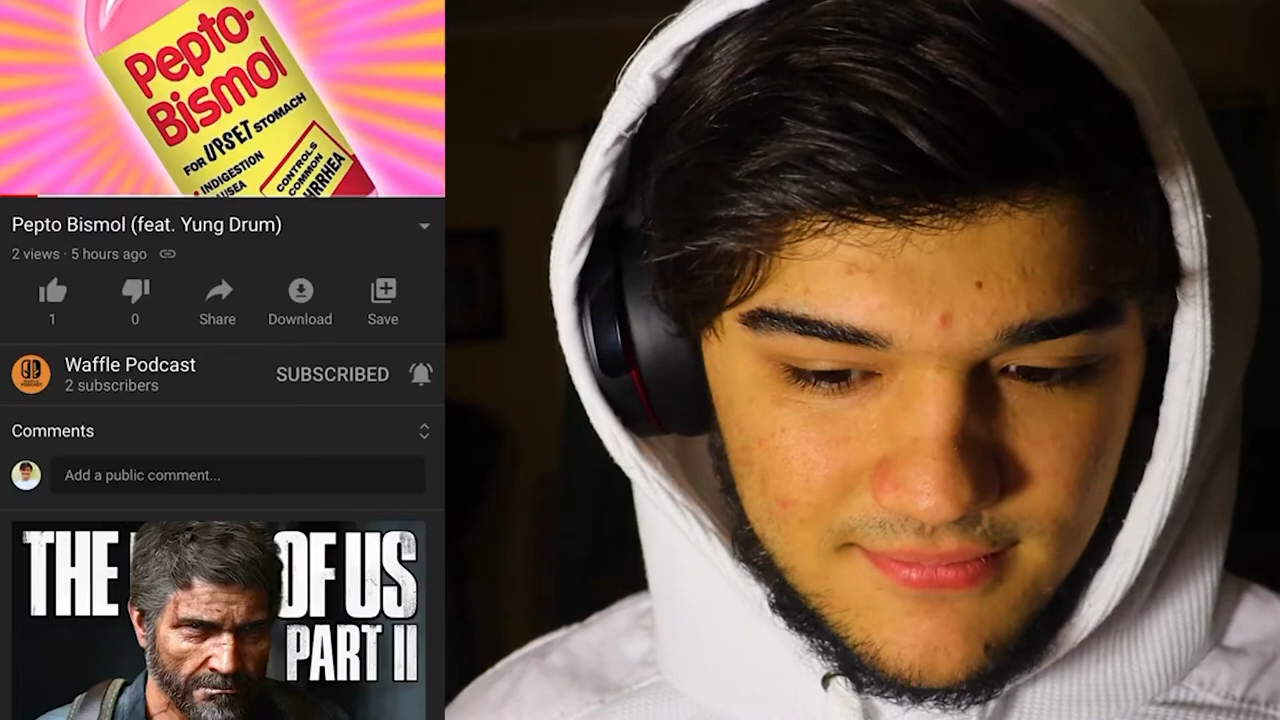 Pepto-
Bismol
FOR UPSET STOMACH
• INDIGESTION
CONTROLS
COMMON
Pepto Bismol (feat. Yung Drum)
2 views · 5 hours ago
1
0
Share
Download
Save
Waffle Podcast
2 subscribers
SUBSCRIBED
Comments
Add a public comment...
THE OF US
PART II